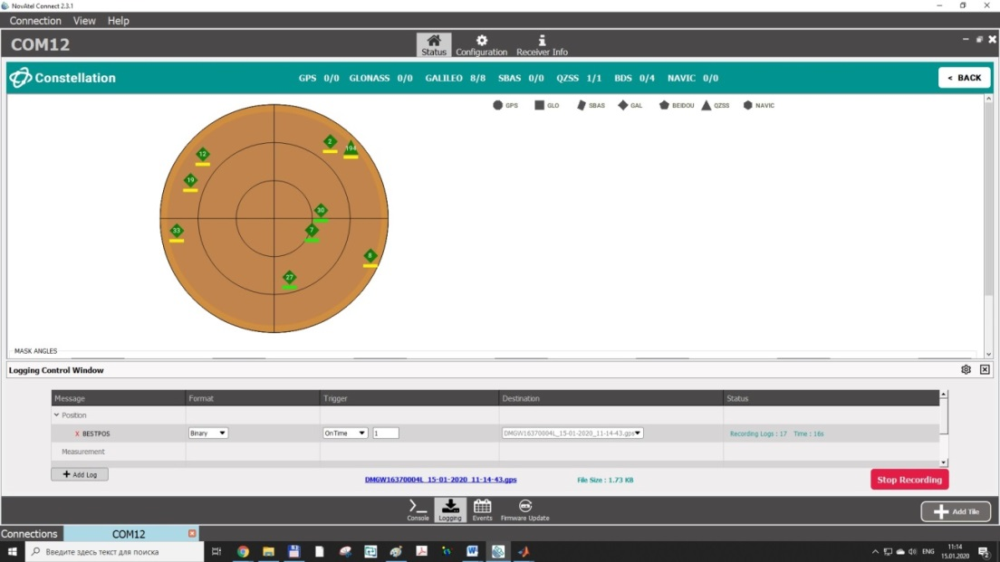 NovAtel Connect 2.3.1
Connection View Help
COM12
Status Configuration Receiver Info
Constellation GPS 0/0 GLONASS 0/0 GALILEO 8/8 SBAS 0/0 QZSS 1/1 BDS 0/4 NAVIC 0/0 < BACK
GPS GLO SBAS GAL BEIDOU QZSS NAVIC
2
194
12
19
30
7
33
8
27
MASK ANGLES
Logging Control Window
Message Format Trigger Destination Status
Position
X BESTPOS Binary OnTime 1 DMGW16370004L_15-01-2020_11-14-43.gps Recording Logs : 17 Time : 16s
Measurement
+ Add Log DMGW16370004L_15-01-2020_11-14-43.gps File Size : 1.73 KB Stop Recording
Console Logging Events Firmware Update Add Tile
Connections COM12
Введите здесь текст для поиска ENG 11:14
15.01.2020 2